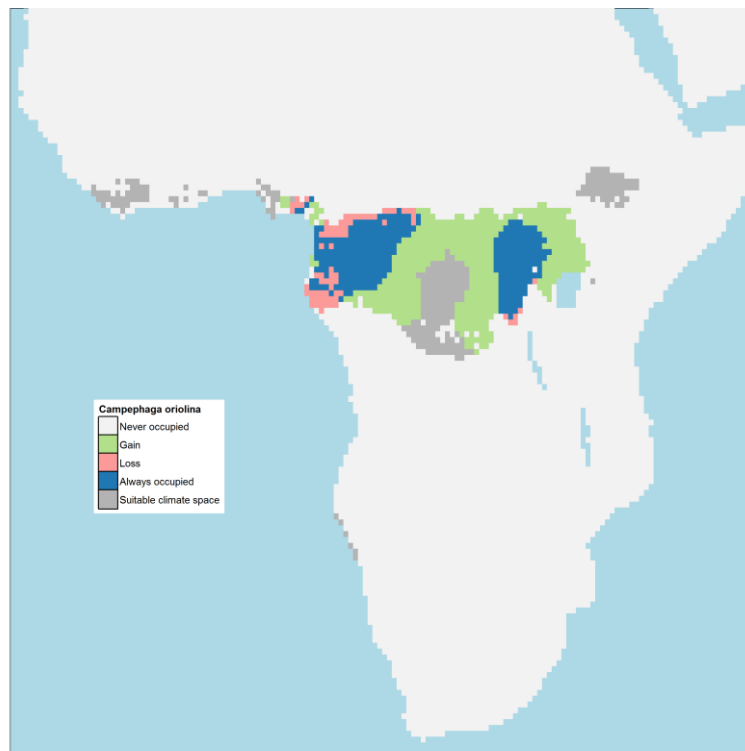 Campephaga oriolina
Never occupied
Gain
Loss
Always occupied
Suitable climate space